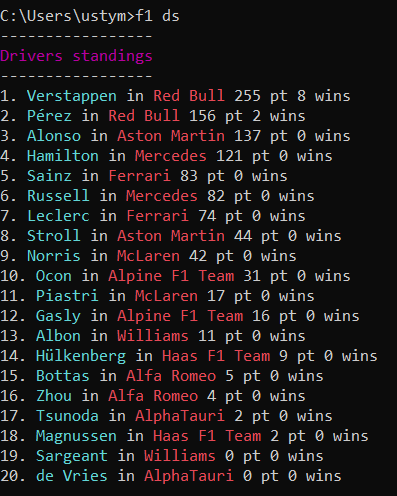 C:\Users\ustym>f1 ds
-----------------
Drivers standings
-----------------
1. Verstappen in Red Bull 255 pt 8 wins
2. Pérez in Red Bull 156 pt 2 wins
3. Alonso in Aston Martin 137 pt 0 wins
4. Hamilton in Mercedes 121 pt 0 wins
5. Sainz in Ferrari 83 pt 0 wins
6. Russell in Mercedes 82 pt 0 wins
7. Leclerc in Ferrari 74 pt 0 wins
8. Stroll in Aston Martin 44 pt 0 wins
9. Norris in McLaren 42 pt 0 wins
10. Ocon in Alpine F1 Team 31 pt 0 wins
11. Piastri in McLaren 17 pt 0 wins
12. Gasly in Alpine F1 Team 16 pt 0 wins
13. Albon in Williams 11 pt 0 wins
14. Hülkenberg in Haas F1 Team 9 pt 0 wins
15. Bottas in Alfa Romeo 5 pt 0 wins
16. Zhou in Alfa Romeo 4 pt 0 wins
17. Tsunoda in AlphaTauri 2 pt 0 wins
18. Magnussen in Haas F1 Team 2 pt 0 wins
19. Sargeant in Williams 0 pt 0 wins
20. de Vries in AlphaTauri 0 pt 0 wins